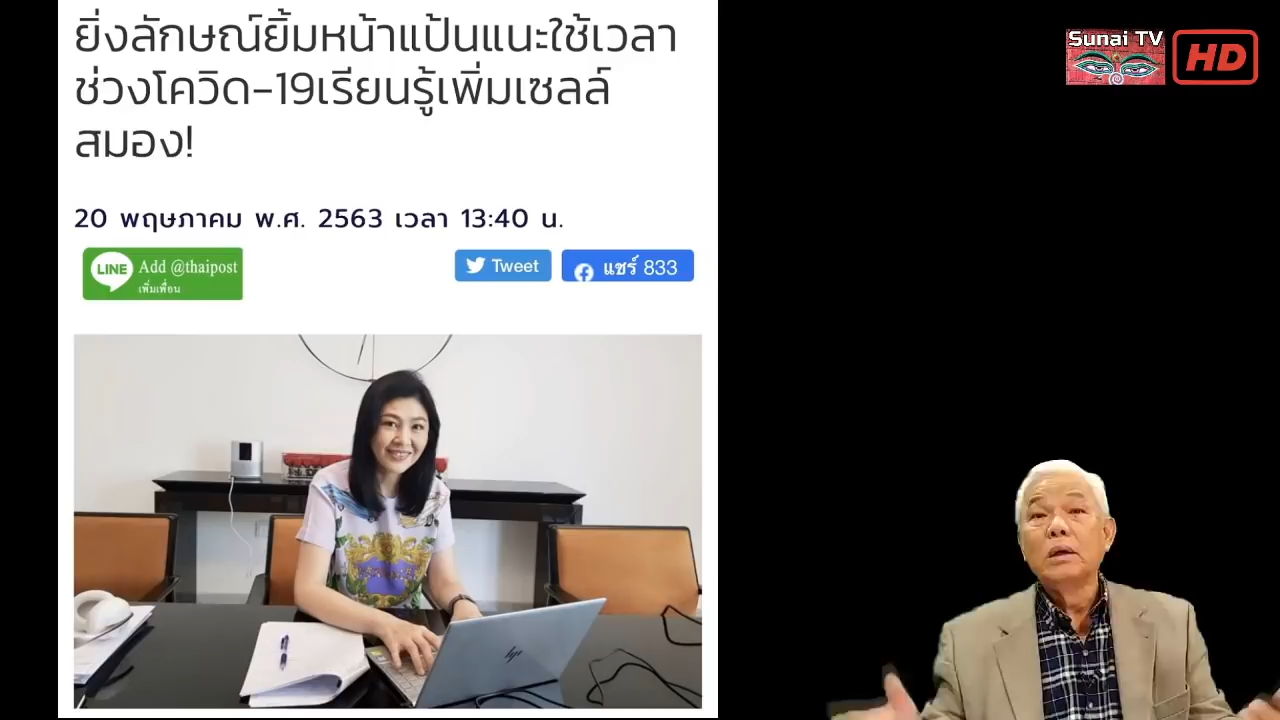 ยิ่งลักษณ์ยิ้มหน้าแป้นแนะใช้เวลา
ช่วงโควิด-19เรียนรู้เพิ่มเซลล์
สมอง!
Sunai TV
HD
20 พฤษภาคม พ.ศ. 2563 เวลา 13:40 น.
LINE
Add @thaipost
เพิ่มเพื่อน
Tweet
แชร์ 833
hp